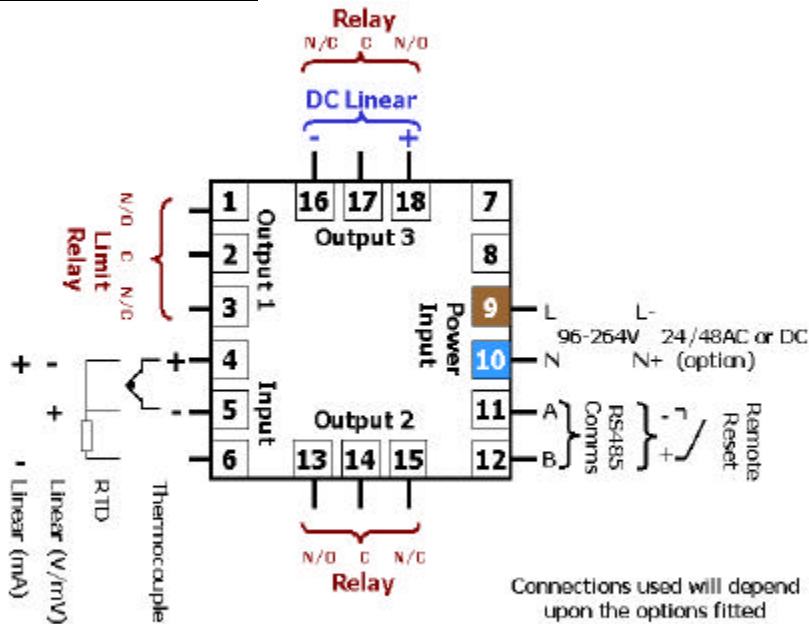 Relay
N/C C N/O
DC Linear
- +
1 16 17 18 7
Output 3
Output 1
N/O C N/C
Limit
Relay
2 8
3 9
Power
Input
L L-
96-264V 24/48AC or DC
N N+ (option)
4 10
+ - + -
+ -
Input
5 11
A
B
RS485
Comms
- +
Remote
Reset
Output 2
6 13 14 15 12
N/O C N/C
Relay
Linear (mA)
Linear (V/mV)
RTD
Thermocouple
Connections used will depend
upon the options fitted